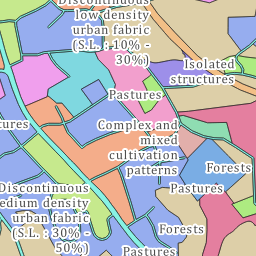 Discontinuous
low density
urban fabric
(S.L. : 10% -
30%)
Isolated
structures
Pastures
Complex and
mixed
cultivation
patterns
Forests
Pastures
Discontinuous
edium density
urban fabric
(S.L. : 30% -
50%)
Forests
Pastures